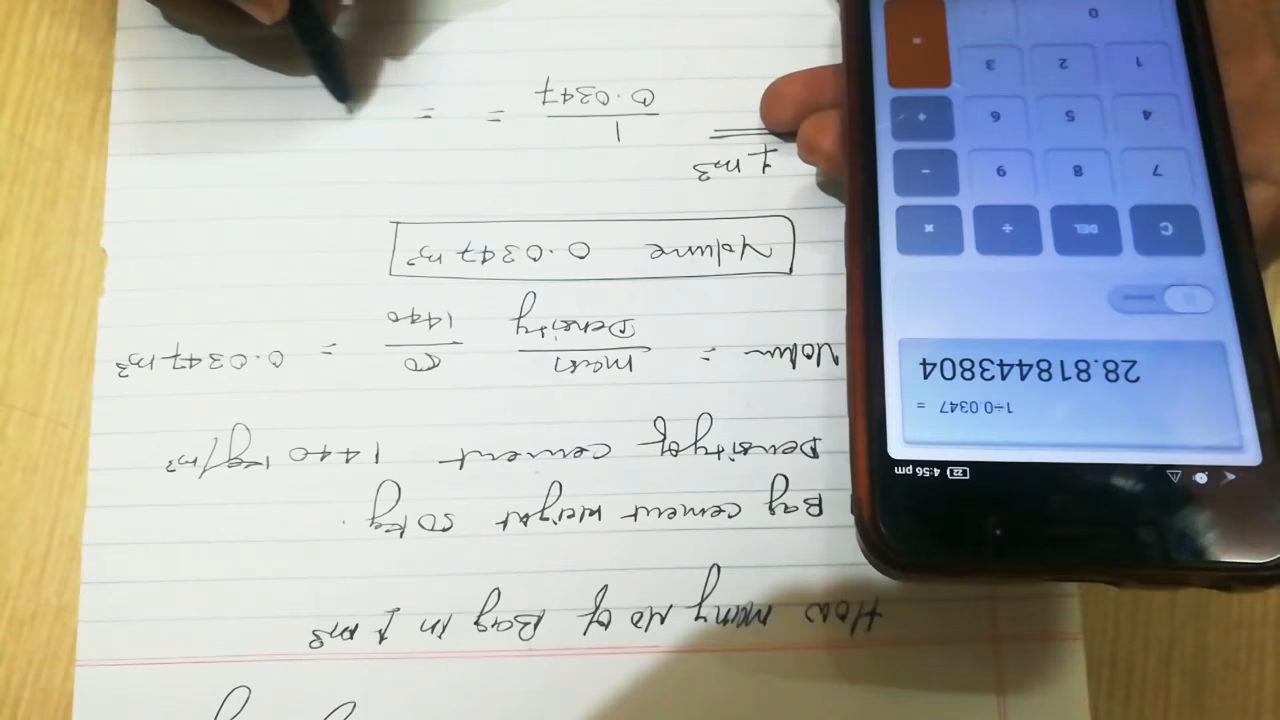 How many No of Bag in 1 m³
Bag cement weight 50 kg.
Density of cement 1440 kg/m³
Volum = mass / Density 50 / 1440 = 0.0347 m³
Volume 0.0347 m³
1 m³
1 / 0.0347 = =
4:56 pm 22
1÷0.0347 =
28.818443804
C DEL ÷ ×
7 8 9 -
4 5 6 +
1 2 3 =
0 .